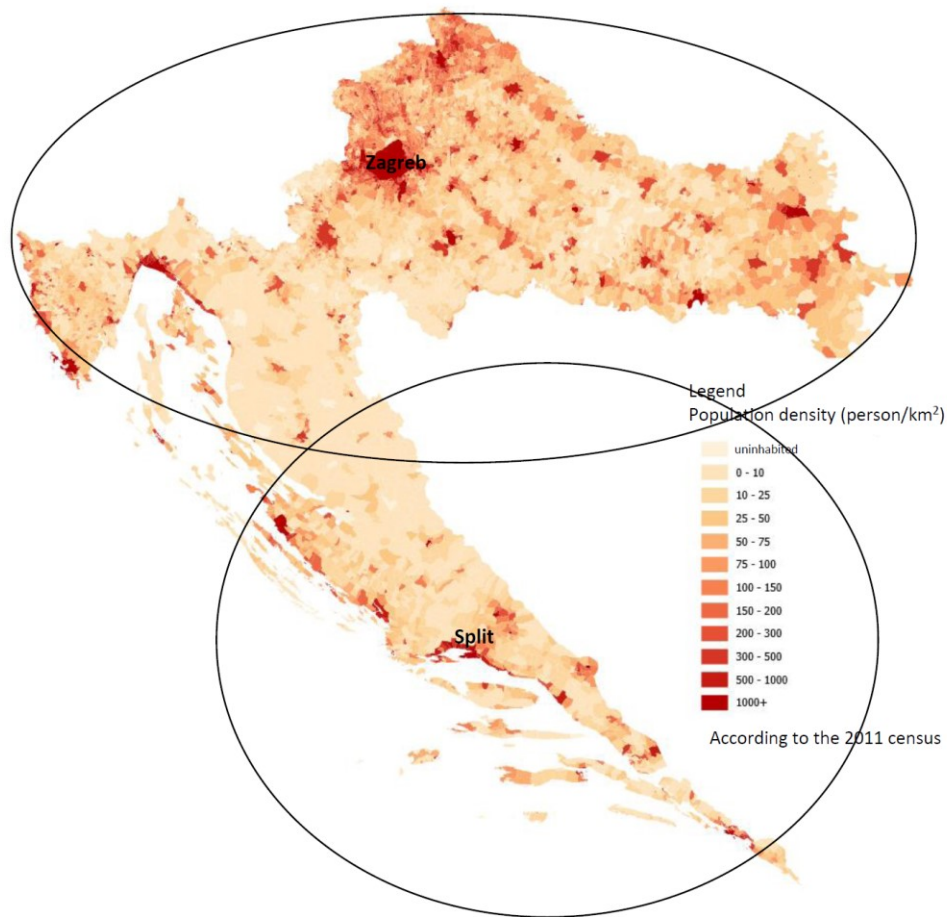 Zagreb
Legend
Population density (person/km²)
uninhabited
0 - 10
10 - 25
25 - 50
50 - 75
75 - 100
100 - 150
150 - 200
200 - 300
300 - 500
500 - 1000
1000+
Split
According to the 2011 census